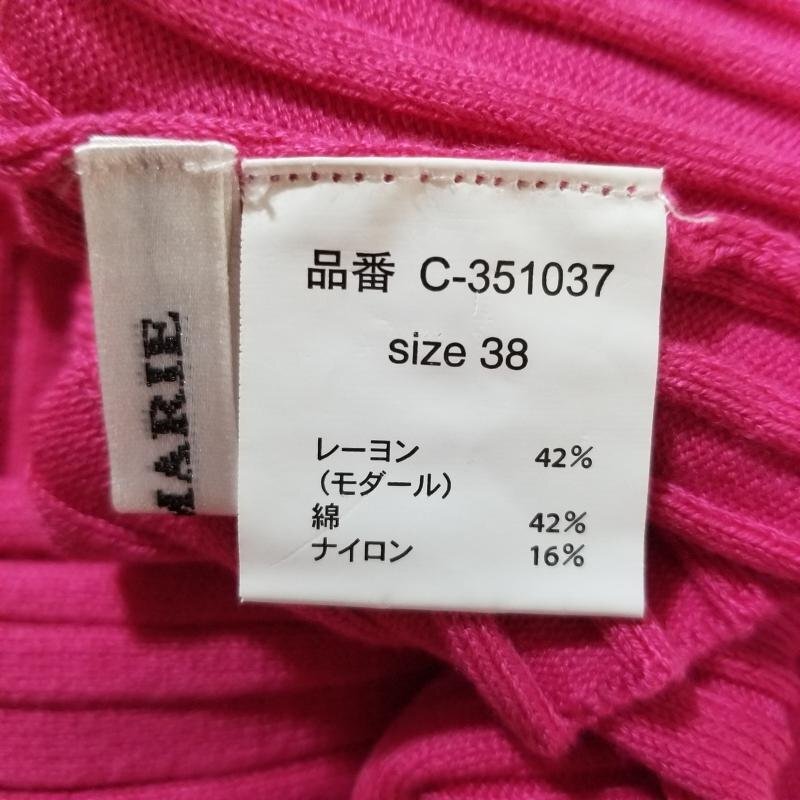 品番 C-351037
size 38
レーヨン 42%
（モダール）
綿 42%
ナイロン 16%
MARIE